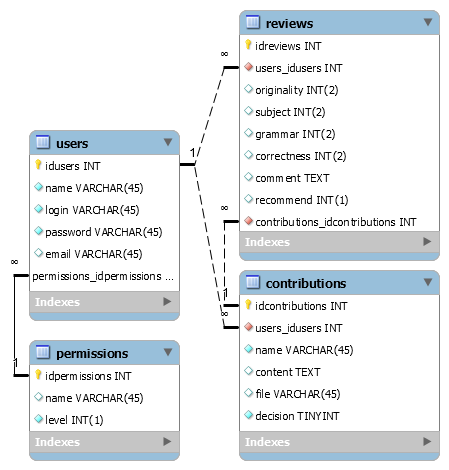 reviews
idreviews INT
users_idusers INT
originality INT(2)
subject INT(2)
grammar INT(2)
correctness INT(2)
comment TEXT
recommend INT(1)
contributions_idcontributions INT
Indexes
users
idusers INT
name VARCHAR(45)
login VARCHAR(45)
password VARCHAR(45)
email VARCHAR(45)
permissions_idpermissions ...
Indexes
permissions
idpermissions INT
name VARCHAR(45)
level INT(1)
Indexes
contributions
idcontributions INT
users_idusers INT
name VARCHAR(45)
content TEXT
file VARCHAR(45)
decision TINYINT
Indexes
∞
1
∞
1
∞
1
∞